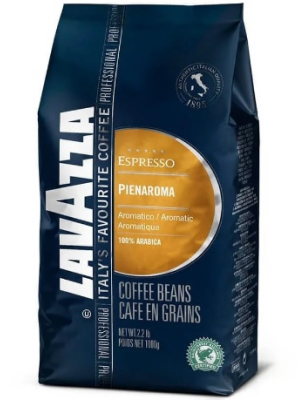 LAVAZZA
ITALY'S FAVOURITE COFFEE
PROFESSIONAL
ESPRESSO
PIENAROMA
Aromatico / Aromatic
Aromatique
100% ARABICA
COFFEE BEANS
CAFE EN GRAINS
NET WT. 2.2 lb
POIDS NET 1000g